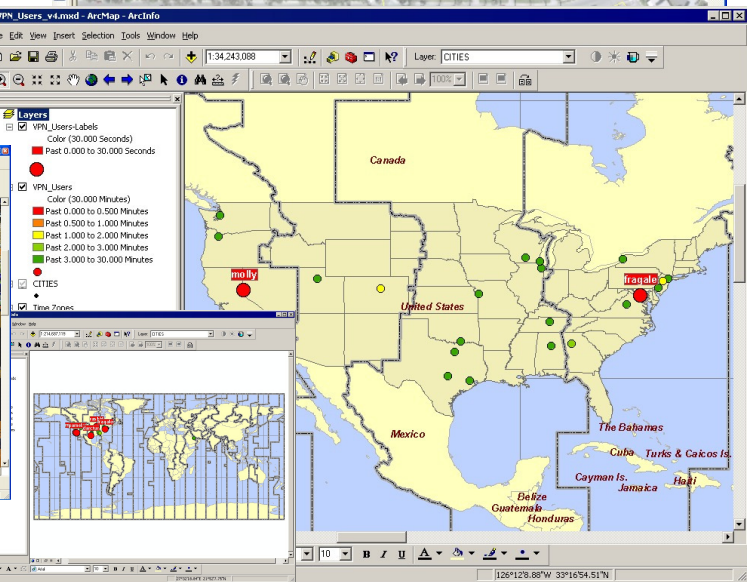 VPN_Users_v4.mxd - ArcMap - ArcInfo
Edit View Insert Selection Tools Window Help
1:34,243,088
Layer: CITIES
100%
Layers
VPN_Users-Labels
Color (30.000 Seconds)
Past 0.000 to 30.000 Seconds
VPN_Users
Color (30.000 Minutes)
Past 0.000 to 0.500 Minutes
Past 0.500 to 1.000 Minutes
Past 1.000 to 2.000 Minutes
Past 2.000 to 3.000 Minutes
Past 3.000 to 30.000 Minutes
CITIES
Time Zones
Canada
molly
fragale
United States
Mexico
The Bahamas
Cuba
Turks & Caicos Is.
Cayman Is.
Jamaica
Haiti
Belize
Guatemala
Honduras
10
B I U A
126°12'8.88"W 33°16'54.51"N